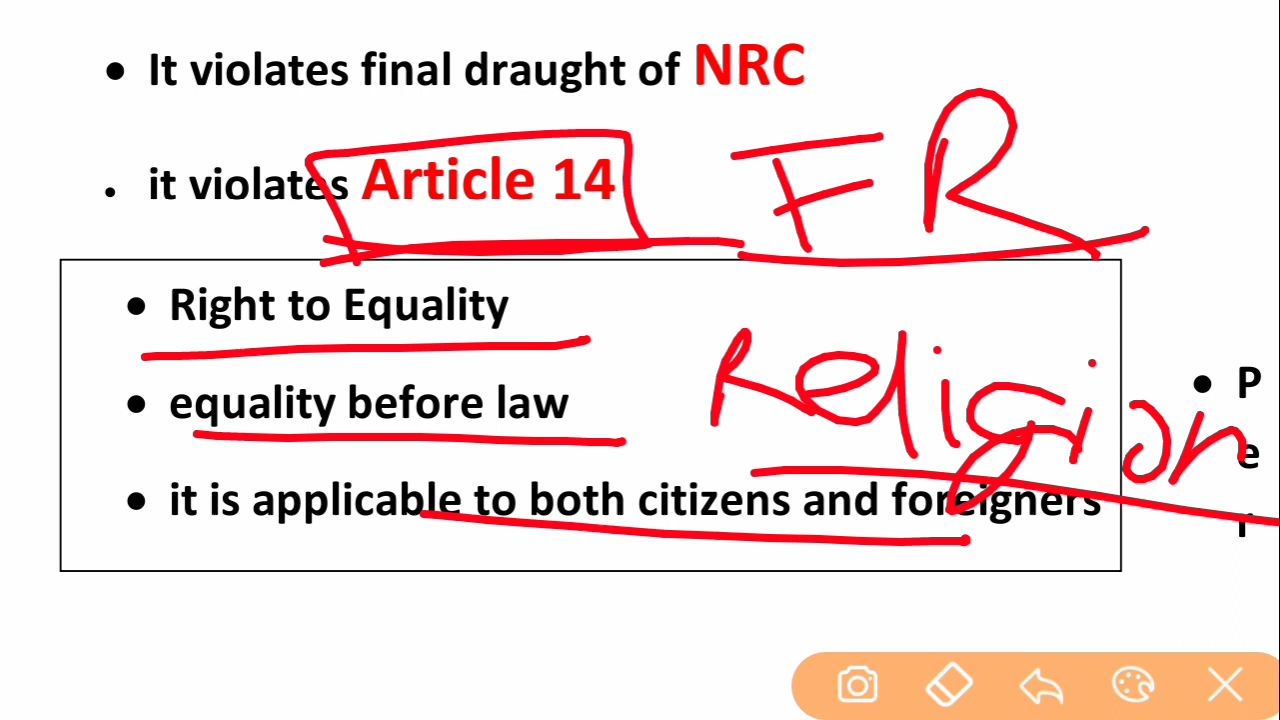 It violates final draught of NRC
it violates Article 14
FR
Right to Equality
equality before law
Religion
it is applicable to both citizens and foreigners
P
e
r